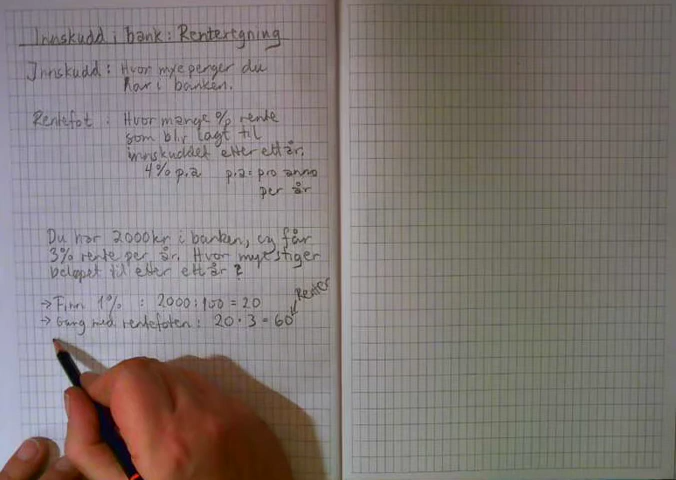 Innskudd i bank: Renteregning
Innskudd: Hvor mye penger du
har i banken.
Rentefot : Hvor mange % rente
som blir lagt til
innskuddet etter ett år.
4% p.a p.a = pro anno
per år
Du har 2000kr i banken, og får
3% rente per år. Hvor mye stiger
beløpet til etter ett år?
→ Finn 1% : 2000:100 = 20
Renter
→ Gang med rentefoten: 20 · 3 = 60